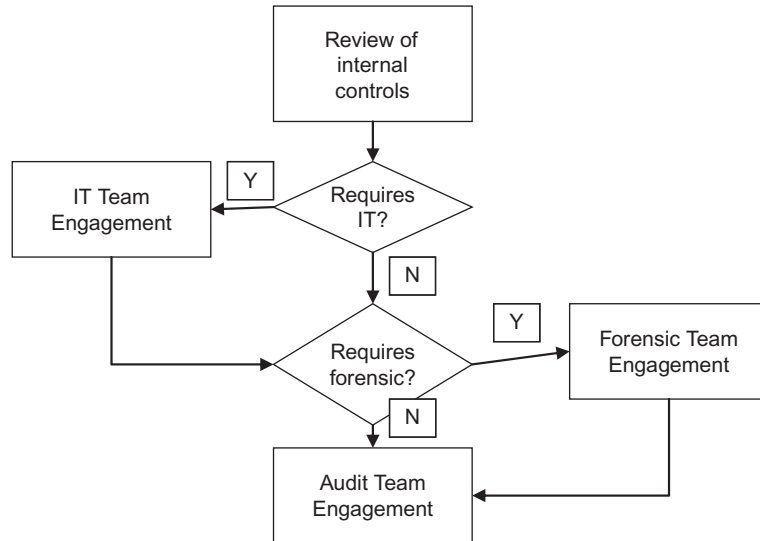 Review of
internal
controls
Y
Requires
IT?
IT Team
Engagement
N
Y
Requires
forensic?
Forensic Team
Engagement
N
Audit Team
Engagement